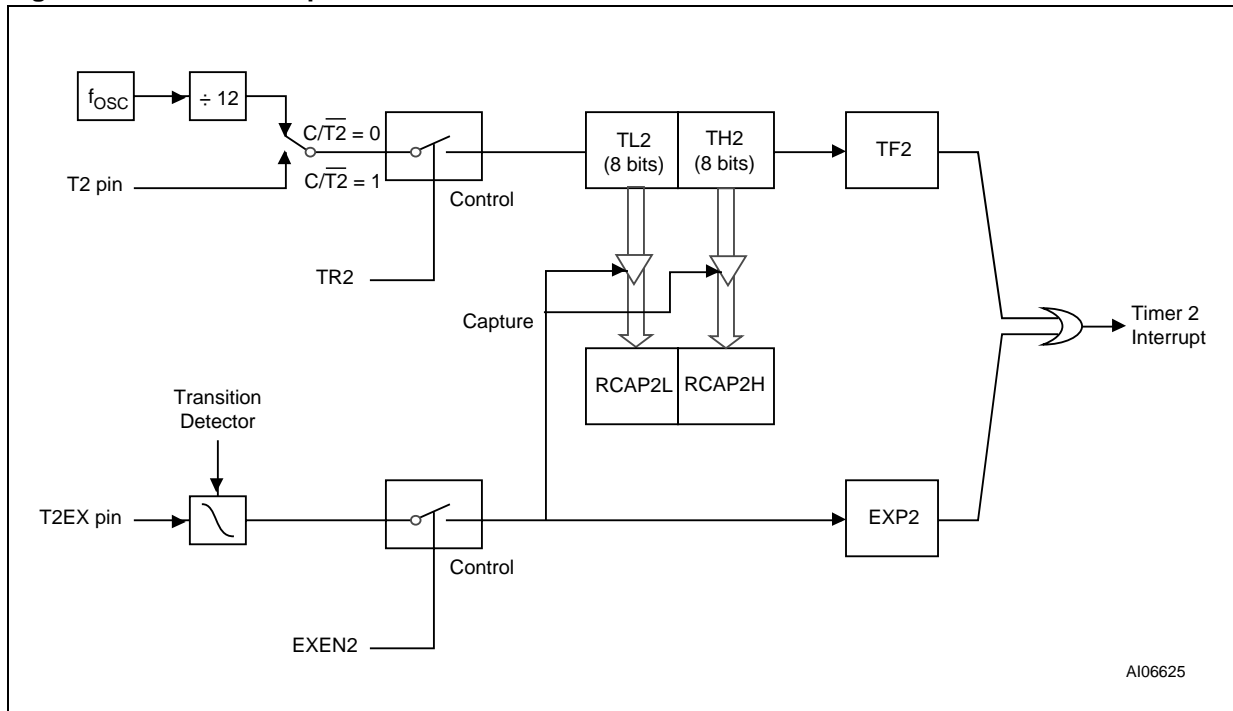 fOSC
÷ 12
C/T2 = 0
C/T2 = 1
T2 pin
Control
TR2
TL2
(8 bits)
TH2
(8 bits)
TF2
Capture
RCAP2L
RCAP2H
Timer 2
Interrupt
Transition
Detector
T2EX pin
Control
EXEN2
EXP2
AI06625